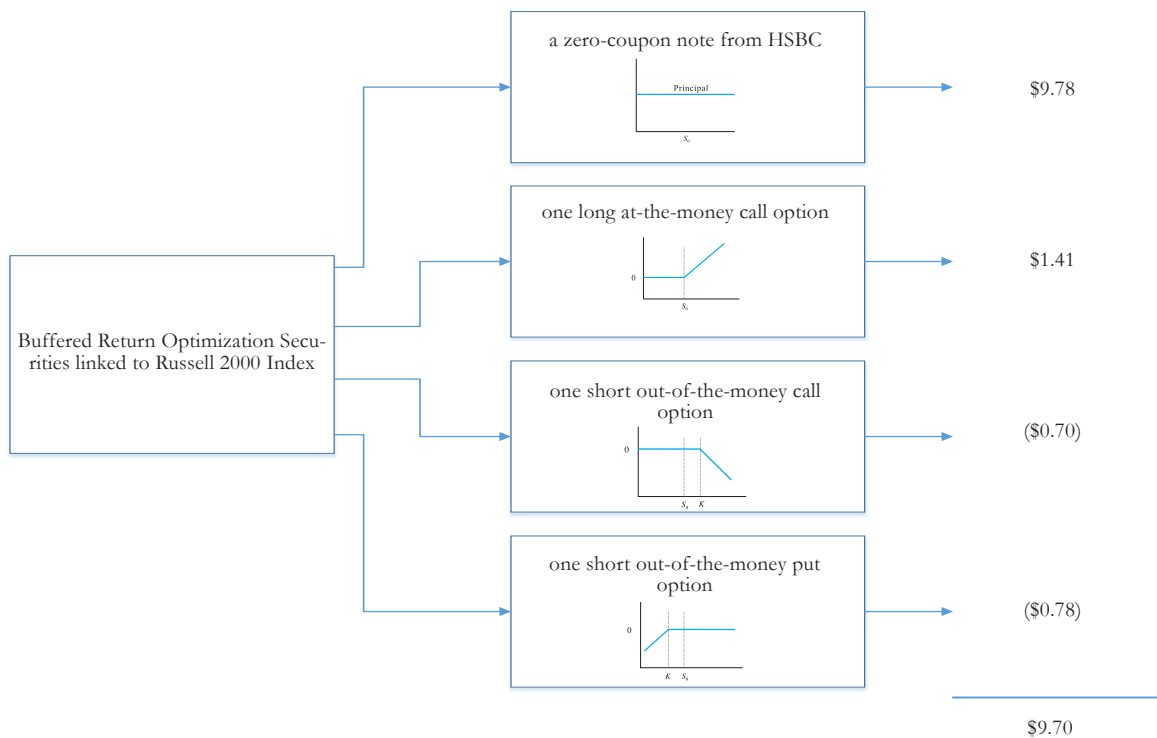 a zero-coupon note from HSBC
Principal
S₀
$9.78
one long at-the-money call option
0
S₀
$1.41
Buffered Return Optimization Secu-
rities linked to Russell 2000 Index
one short out-of-the-money call
option
0
S₀ K
($0.70)
one short out-of-the-money put
option
0
K S₀
($0.78)
$9.70